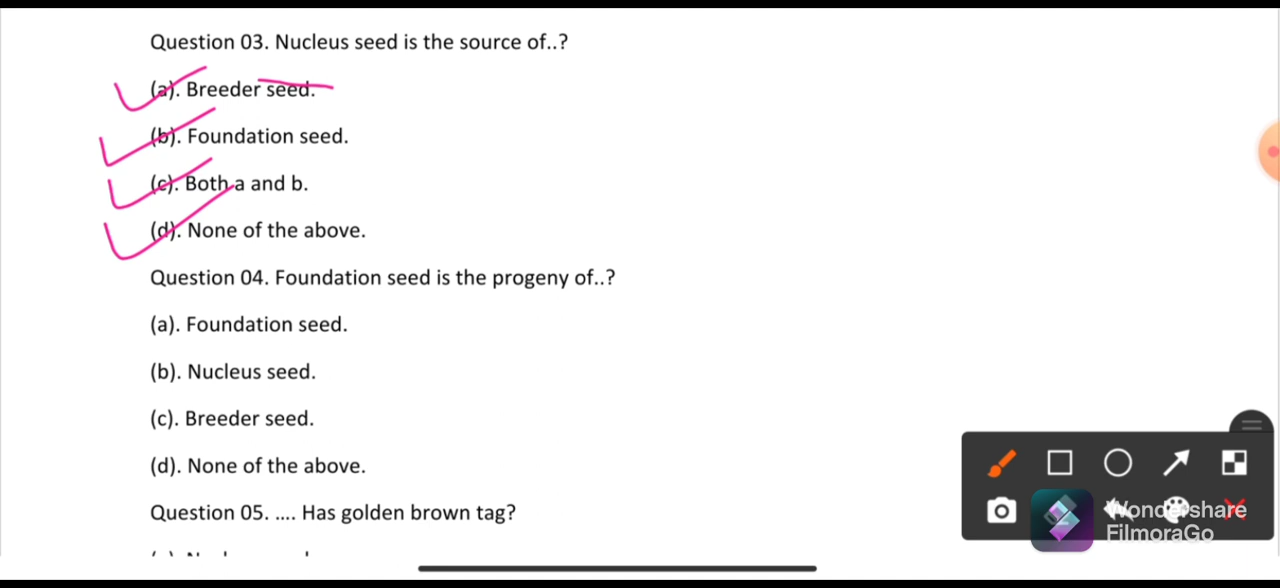 Question 03. Nucleus seed is the source of..?
(a). Breeder seed.
(b). Foundation seed.
(c). Both a and b.
(d). None of the above.
Question 04. Foundation seed is the progeny of..?
(a). Foundation seed.
(b). Nucleus seed.
(c). Breeder seed.
(d). None of the above.
Question 05. .... Has golden brown tag?
Wondershare
FilmoraGo